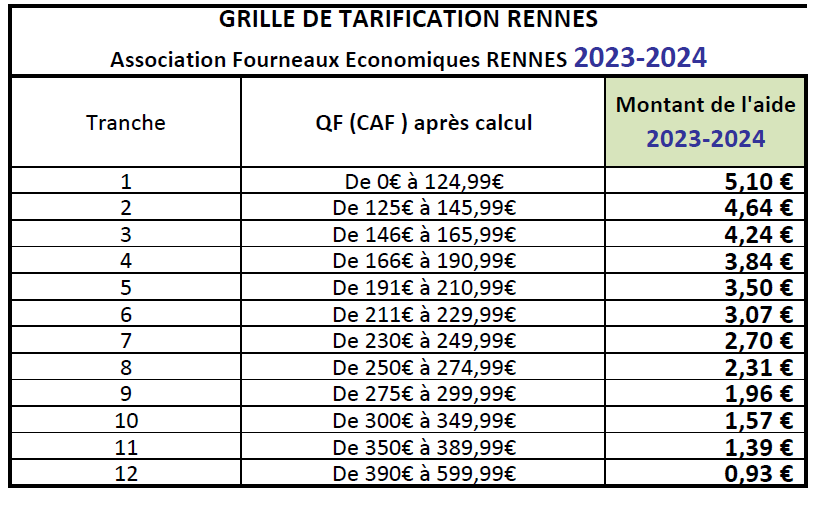 GRILLE DE TARIFICATION RENNES
Association Fourneaux Economiques RENNES 2023-2024
Tranche QF (CAF ) après calcul Montant de l'aide 2023-2024
1 De 0€ à 124,99€ 5,10 €
2 De 125€ à 145,99€ 4,64 €
3 De 146€ à 165,99€ 4,24 €
4 De 166€ à 190,99€ 3,84 €
5 De 191€ à 210,99€ 3,50 €
6 De 211€ à 229,99€ 3,07 €
7 De 230€ à 249,99€ 2,70 €
8 De 250€ à 274,99€ 2,31 €
9 De 275€ à 299,99€ 1,96 €
10 De 300€ à 349,99€ 1,57 €
11 De 350€ à 389,99€ 1,39 €
12 De 390€ à 599,99€ 0,93 €